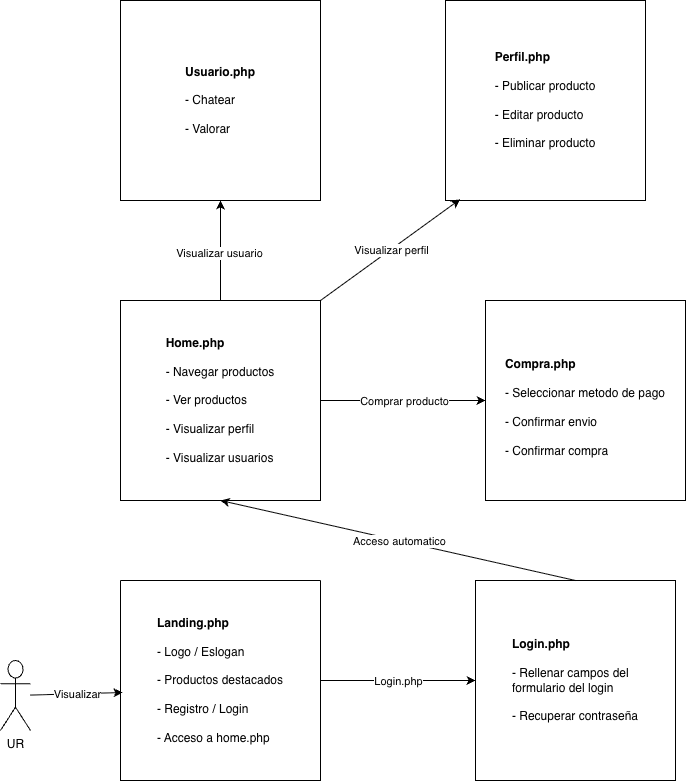 Usuario.php
- Chatear
- Valorar
Perfil.php
- Publicar producto
- Editar producto
- Eliminar producto
Visualizar usuario
Visualizar perfil
Home.php
- Navegar productos
- Ver productos
- Visualizar perfil
- Visualizar usuarios
Comprar producto
Compra.php
- Seleccionar metodo de pago
- Confirmar envio
- Confirmar compra
Acceso automatico
Landing.php
- Logo / Eslogan
- Productos destacados
- Registro / Login
- Acceso a home.php
Login.php
Login.php
- Rellenar campos del
formulario del login
- Recuperar contraseña
Visualizar
UR